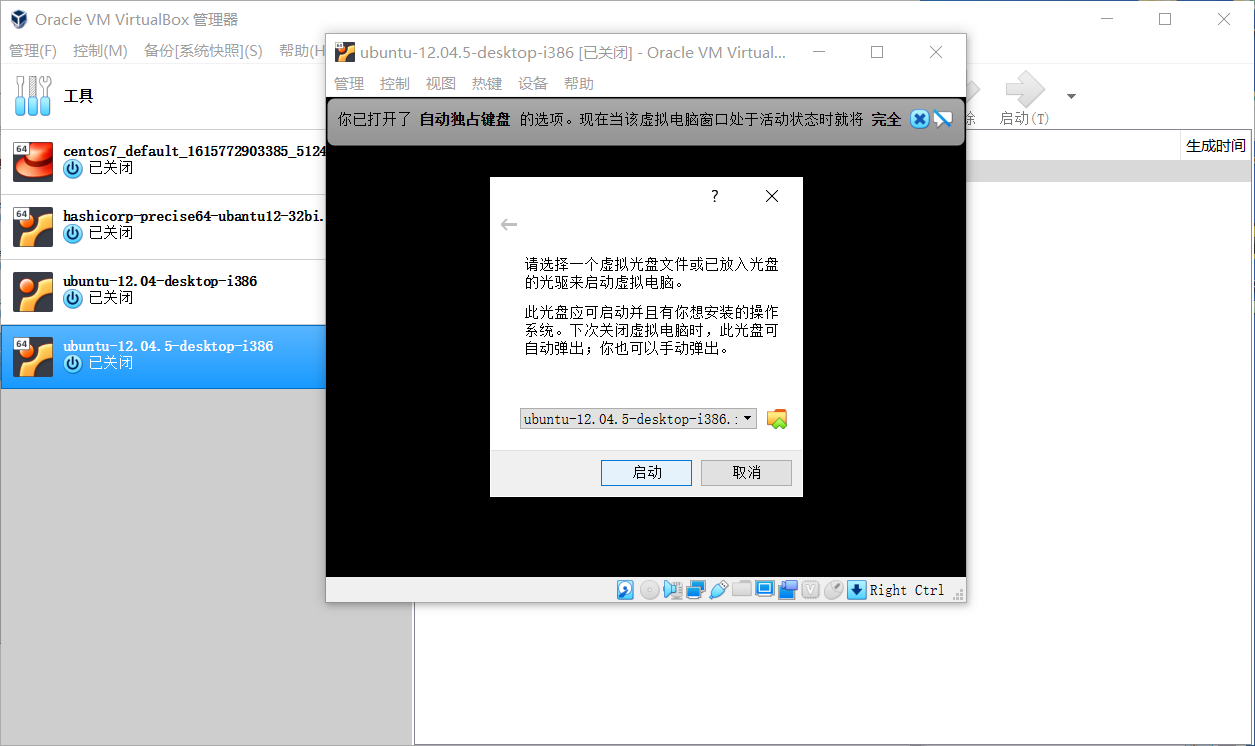 Oracle VM VirtualBox 管理器
管理(F) 控制(M) 备份[系统快照](S) 帮助(H
工具
除 启动(T)
生成时间
64
centos7_default_1615772903385_5124
已关闭
64
hashicorp-precise64-ubantu12-32bi.
已关闭
ubuntu-12.04-desktop-i386
已关闭
64
ubuntu-12.04.5-desktop-i386
已关闭
ubuntu-12.04.5-desktop-i386 [已关闭] - Oracle VM Virtual...
管理 控制 视图 热键 设备 帮助
你已打开了 自动独占键盘 的选项。现在当该虚拟电脑窗口处于活动状态时就将 完全
?
请选择一个虚拟光盘文件或已放入光盘
的光驱来启动虚拟电脑。
此光盘应可启动并且有你想安装的操作
系统。下次关闭虚拟电脑时，此光盘可
自动弹出；你也可以手动弹出。
ubuntu-12.04.5-desktop-i386.
启动 取消
Right Ctrl